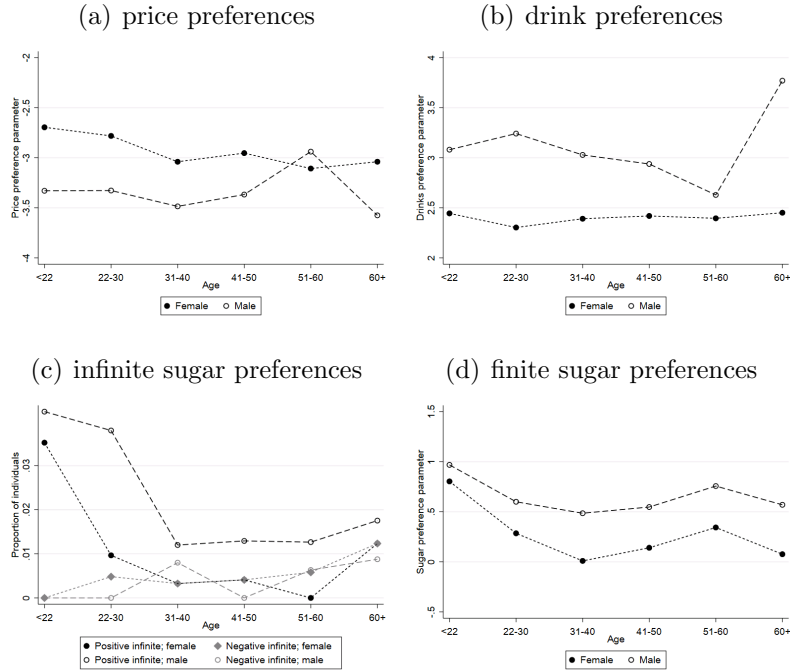 (a) price preferences
Price preference parameter
-2
-2.5
-3
-3.5
-4
<22 22-30 31-40 41-50 51-60 60+
Age
Female Male
(b) drink preferences
Drinks preference parameter
4
3.5
3
2.5
2
<22 22-30 31-40 41-50 51-60 60+
Age
Female Male
(c) infinite sugar preferences
Proportion of individuals
.03
.02
.01
0
<22 22-30 31-40 41-50 51-60 60+
Age
Positive infinite; female Negative infinite; female
Positive infinite; male Negative infinite; male
(d) finite sugar preferences
Sugar preference parameter
1.5
1
.5
0
-.5
<22 22-30 31-40 41-50 51-60 60+
Age
Female Male